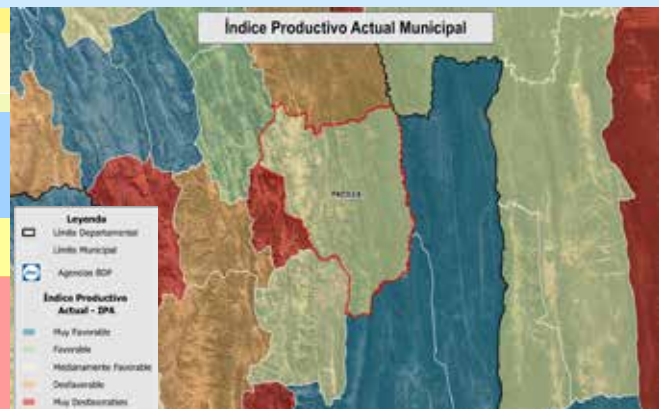 Índice Productivo Actual Municipal
PADILLA
Leyenda
Límite Departamental
Límite Municipal
Agencias BDP
Índice Productivo
Actual - IPA
Muy Favorable
Favorable
Medianamente Favorable
Desfavorable
Muy Desfavorable